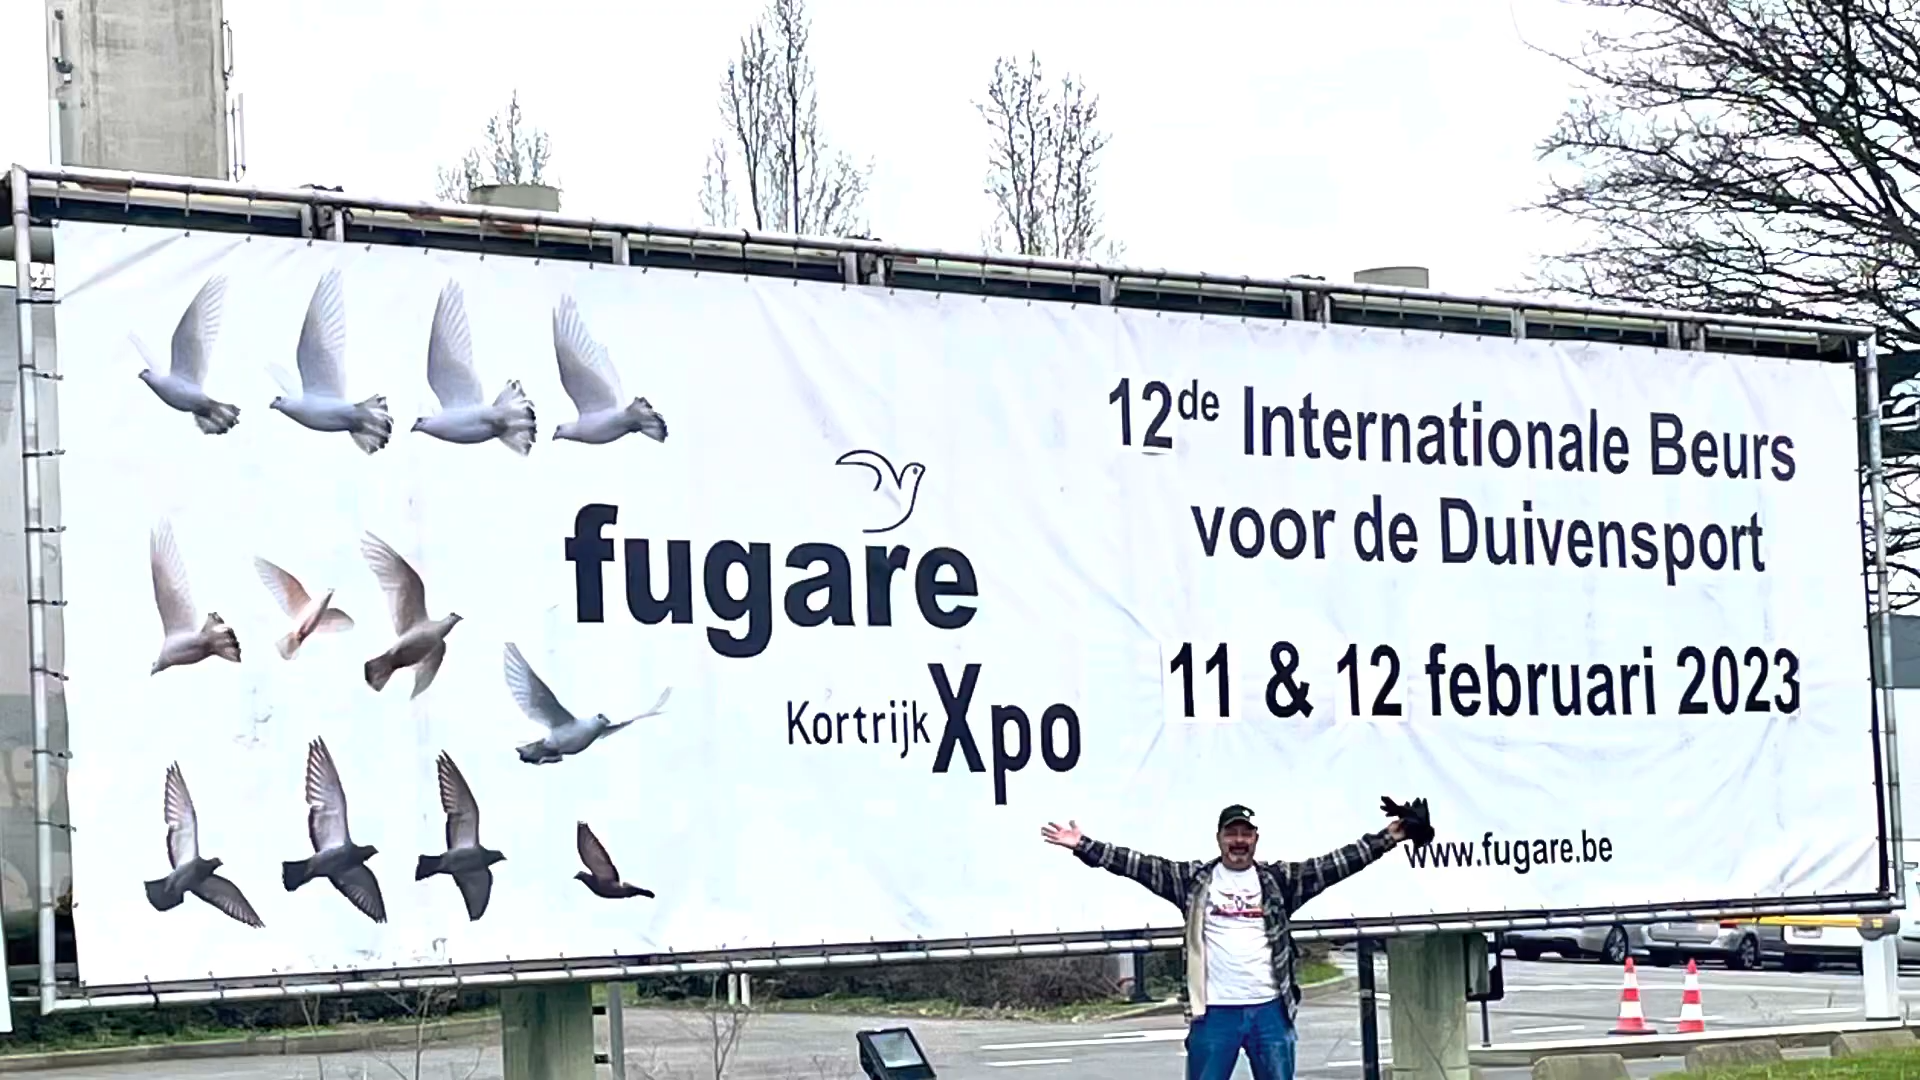 fugare
Kortrijk Xpo
12de Internationale Beurs
voor de Duivensport
11 & 12 februari 2023
www.fugare.be